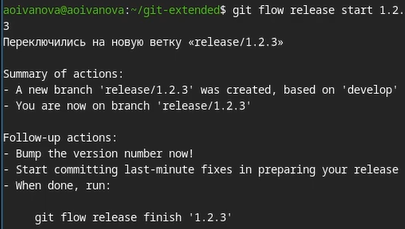 aoivanova@aoivanova:~/git-extended$ git flow release start 1.2.
3
Переключились на новую ветку «release/1.2.3»
Summary of actions:
- A new branch 'release/1.2.3' was created, based on 'develop'
- You are now on branch 'release/1.2.3'
Follow-up actions:
- Bump the version number now!
- Start committing last-minute fixes in preparing your release
- When done, run:
git flow release finish '1.2.3'